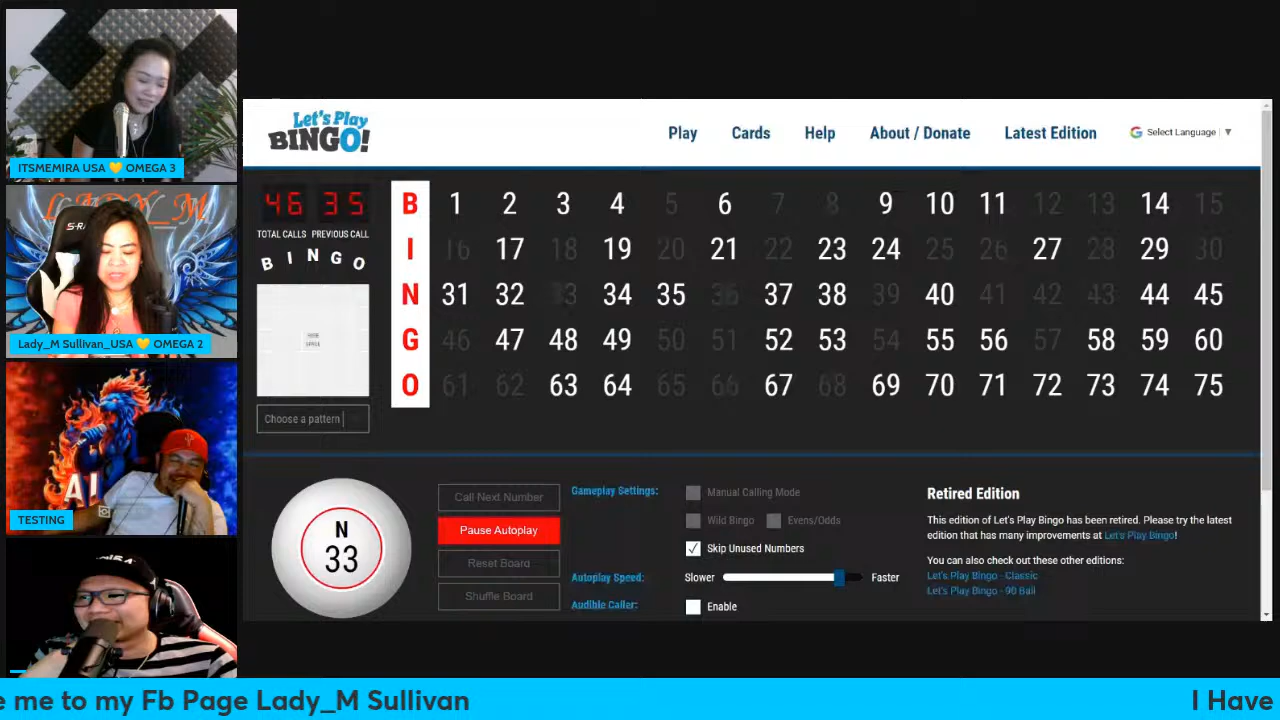 ITSMEMIRA USA 💛 OMEGA 3
LADY_M
S-RA
Lady_M Sullivan_USA 💛 OMEGA 2
AI
TESTING
Let's Play
BINGO!
Play Cards Help About / Donate Latest Edition Select Language ▼
46 35
TOTAL CALLS PREVIOUS CALL
B I N G O
FREE
SPACE
Choose a pattern
B 1 2 3 4 5 6 7 8 9 10 11 12 13 14 15
I 16 17 18 19 20 21 22 23 24 25 26 27 28 29 30
N 31 32 33 34 35 36 37 38 39 40 41 42 43 44 45
G 46 47 48 49 50 51 52 53 54 55 56 57 58 59 60
O 61 62 63 64 65 66 67 68 69 70 71 72 73 74 75
N
33
Call Next Number
Pause Autoplay
Reset Board
Shuffle Board
Gameplay Settings:
Manual Calling Mode
Wild Bingo Evens/Odds
Skip Unused Numbers
Autoplay Speed: Slower Faster
Audible Caller: Enable
Retired Edition
This edition of Let's Play Bingo has been retired. Please try the latest
edition that has many improvements at Let's Play Bingo!
You can also check out these other editions:
Let's Play Bingo - Classic
Let's Play Bingo - 90 Ball
e me to my Fb Page Lady_M Sullivan I Have